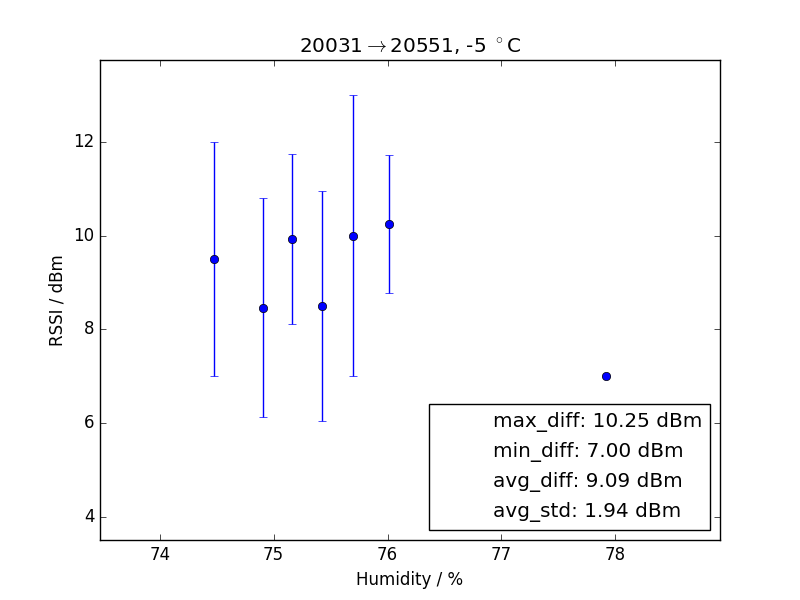 20031→20551, -5 °C
12
10
8
6
4
RSSI / dBm
max_diff: 10.25 dBm
min_diff: 7.00 dBm
avg_diff: 9.09 dBm
avg_std: 1.94 dBm
74 75 76 77 78
Humidity / %